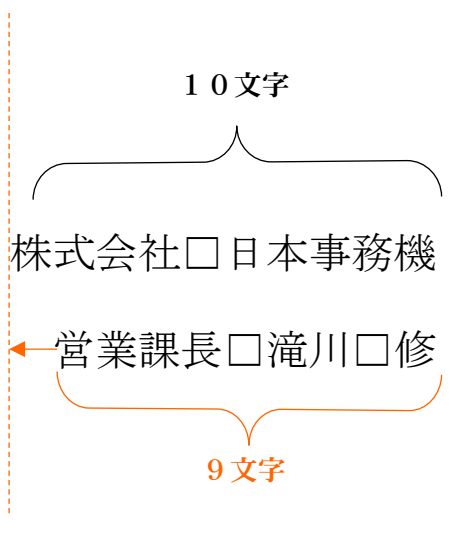 １０文字
株式会社□日本事務機
営業課長□滝川□修
９文字